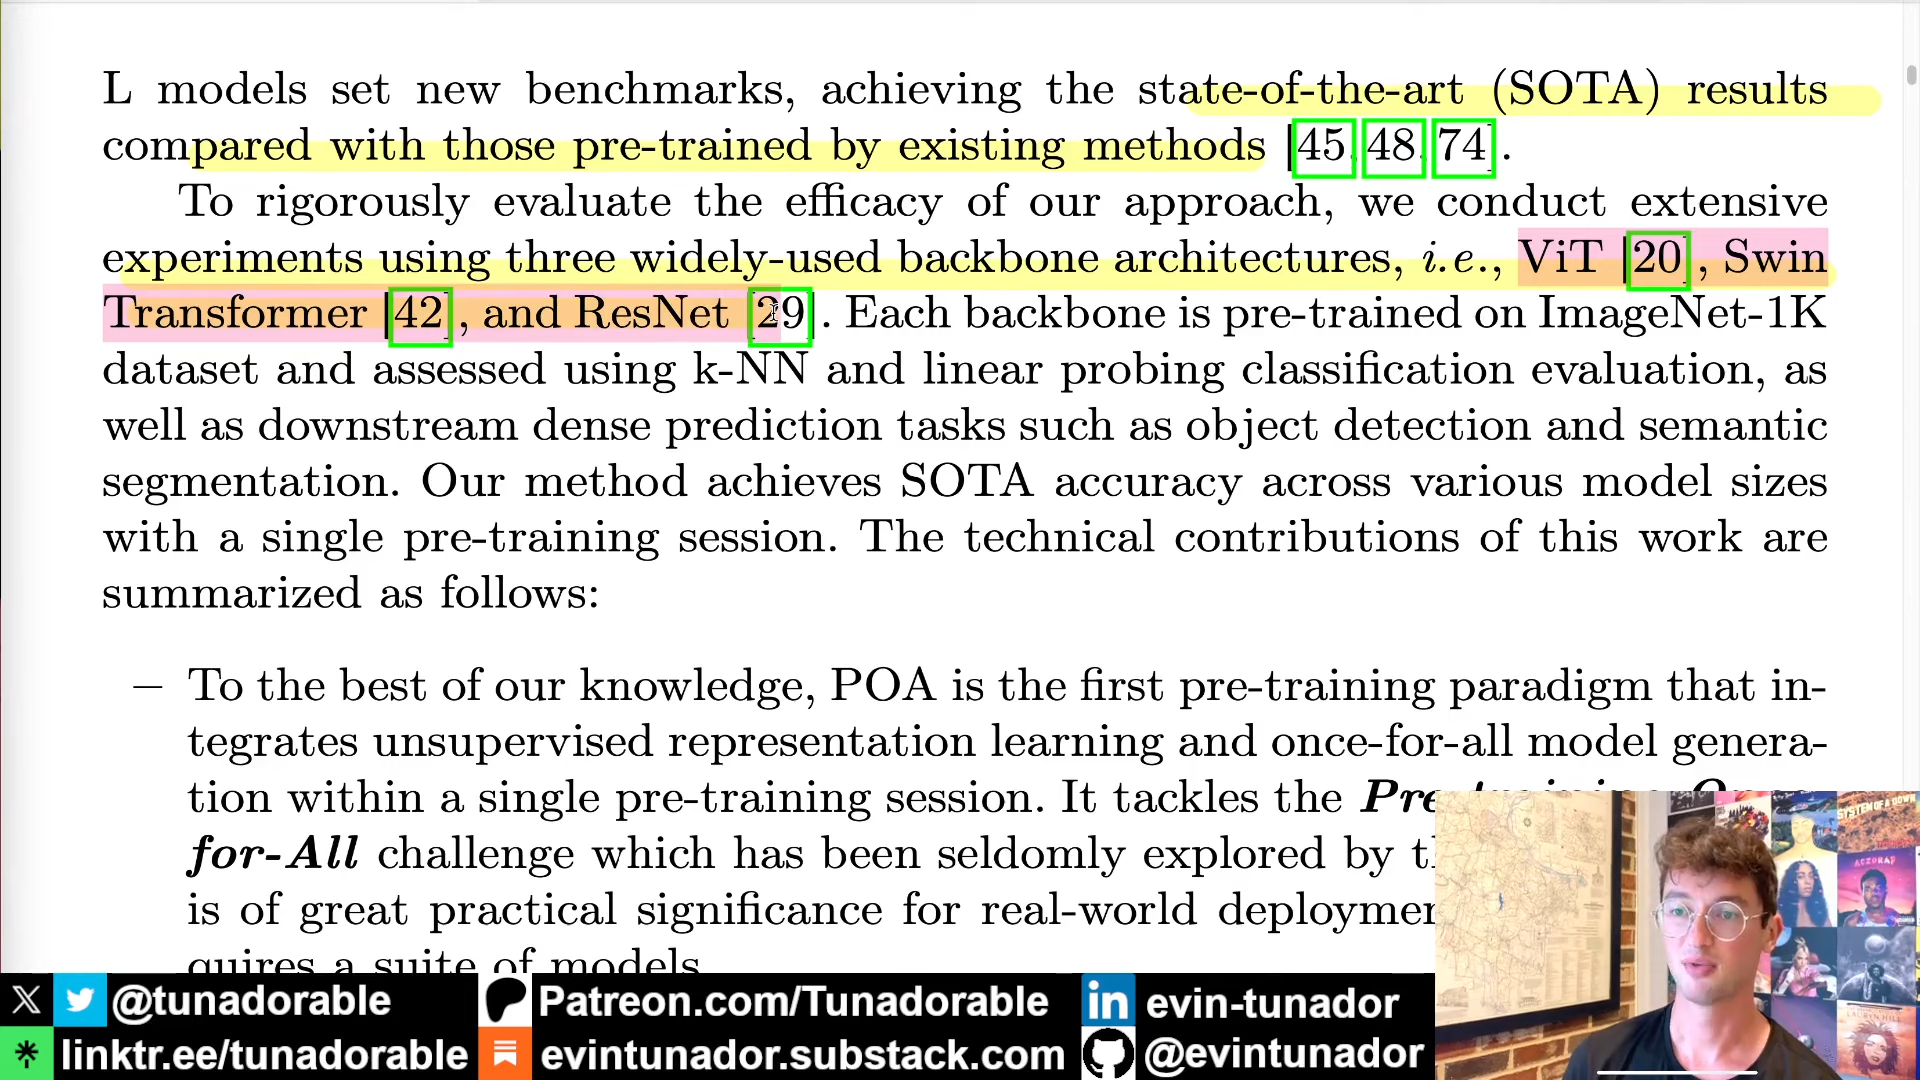 L models set new benchmarks, achieving the state-of-the-art (SOTA) results
compared with those pre-trained by existing methods [45,48,74].
To rigorously evaluate the efficacy of our approach, we conduct extensive
experiments using three widely-used backbone architectures, i.e., ViT [20], Swin
Transformer [42], and ResNet [29]. Each backbone is pre-trained on ImageNet-1K
dataset and assessed using k-NN and linear probing classification evaluation, as
well as downstream dense prediction tasks such as object detection and semantic
segmentation. Our method achieves SOTA accuracy across various model sizes
with a single pre-training session. The technical contributions of this work are
summarized as follows:
– To the best of our knowledge, POA is the first pre-training paradigm that in-
tegrates unsupervised representation learning and once-for-all model genera-
tion within a single pre-training session. It tackles the
for-All challenge which has been seldomly explored by
is of great practical significance for real-world
quires a suite of models
SYSTEM OF A DOWN
@tunadorable
Patreon.com/Tunadorable
evin-tunador
linktr.ee/tunadorable
evintunador.substack.com
@evintunador